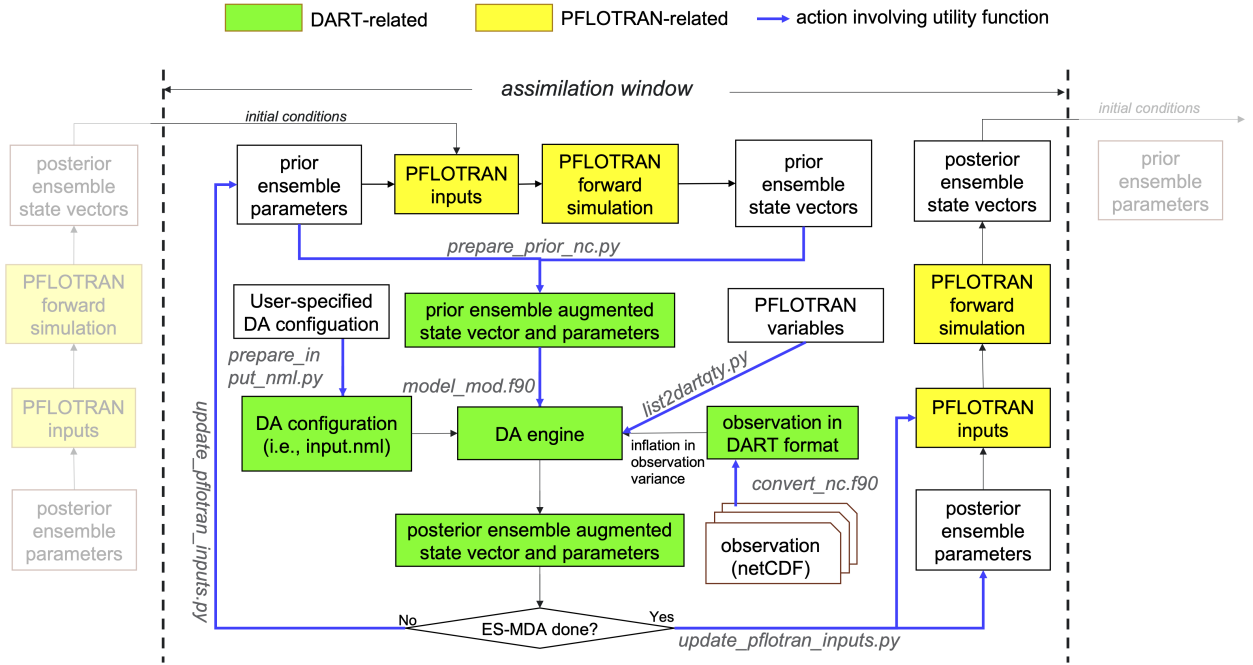 DART-related
PFLOTRAN-related
action involving utility function
assimilation window
initial conditions
initial conditions
posterior
ensemble
state vectors
prior
ensemble
parameters
PFLOTRAN
inputs
PFLOTRAN
forward
simulation
prior
ensemble
state vectors
posterior
ensemble
state vectors
prior
ensemble
parameters
prepare_prior_nc.py
PFLOTRAN
forward
simulation
User-specified
DA configuation
prior ensemble augmented
state vector and parameters
PFLOTRAN
variables
PFLOTRAN
forward
simulation
prepare_in
put_nml.py
model_mod.f90
list2dartqty.py
PFLOTRAN
inputs
update_pflotran_inputs.py
DA configuration
(i.e., input.nml)
DA engine
inflation in
observation
variance
observation in
DART format
PFLOTRAN
inputs
convert_nc.f90
posterior
ensemble
parameters
posterior ensemble augmented
state vector and parameters
observation
(netCDF)
posterior
ensemble
parameters
No
ES-MDA done?
Yes
update_pflotran_inputs.py